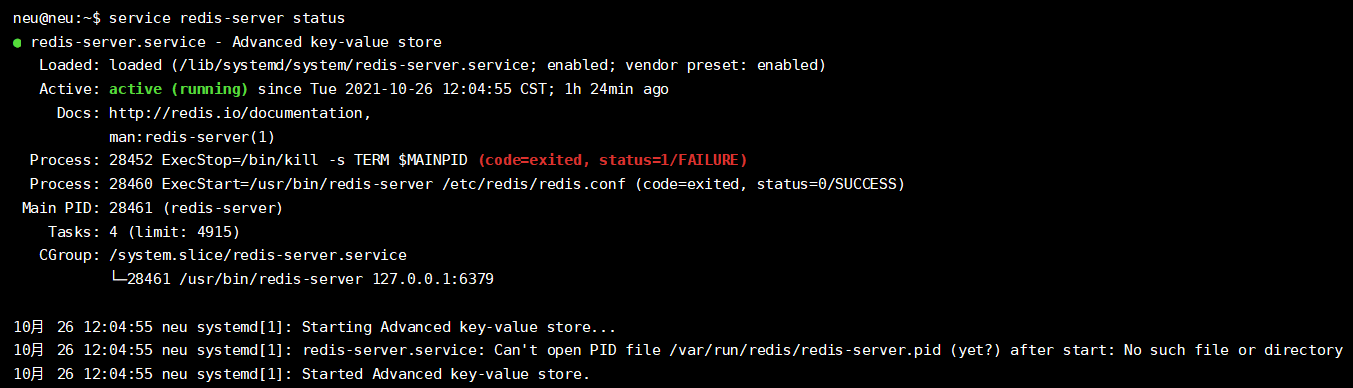 neu@neu:~$ service redis-server status
● redis-server.service - Advanced key-value store
   Loaded: loaded (/lib/systemd/system/redis-server.service; enabled; vendor preset: enabled)
   Active: active (running) since Tue 2021-10-26 12:04:55 CST; 1h 24min ago
     Docs: http://redis.io/documentation,
           man:redis-server(1)
  Process: 28452 ExecStop=/bin/kill -s TERM $MAINPID (code=exited, status=1/FAILURE)
  Process: 28460 ExecStart=/usr/bin/redis-server /etc/redis/redis.conf (code=exited, status=0/SUCCESS)
 Main PID: 28461 (redis-server)
    Tasks: 4 (limit: 4915)
   CGroup: /system.slice/redis-server.service
           └─28461 /usr/bin/redis-server 127.0.0.1:6379

10月 26 12:04:55 neu systemd[1]: Starting Advanced key-value store...
10月 26 12:04:55 neu systemd[1]: redis-server.service: Can't open PID file /var/run/redis/redis-server.pid (yet?) after start: No such file or directory
10月 26 12:04:55 neu systemd[1]: Started Advanced key-value store.